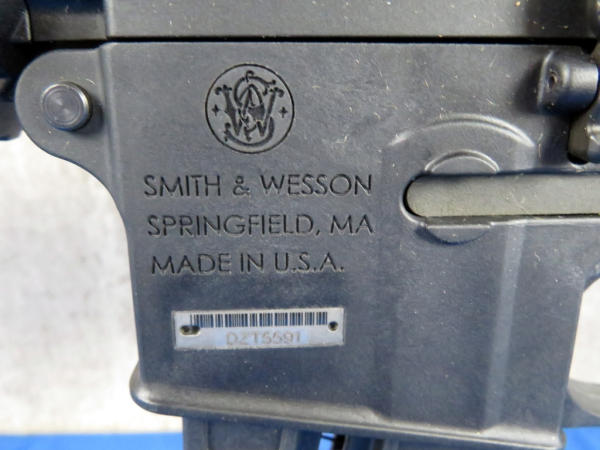 SMITH & WESSON
SPRINGFIELD, MA
MADE IN U.S.A.
DZT5591